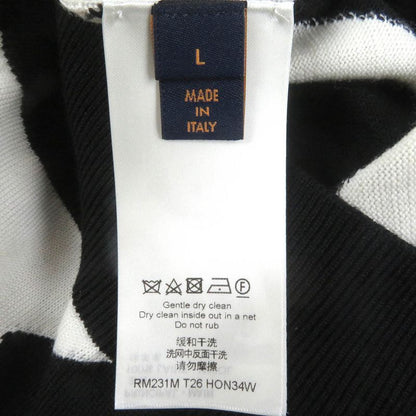 L
MADE
IN
ITALY
F
Gentle dry clean
Dry clean inside out in a net
Do not rub
缓和干洗
洗网中反面干洗
请勿摩擦
RM231M T26 HON34W